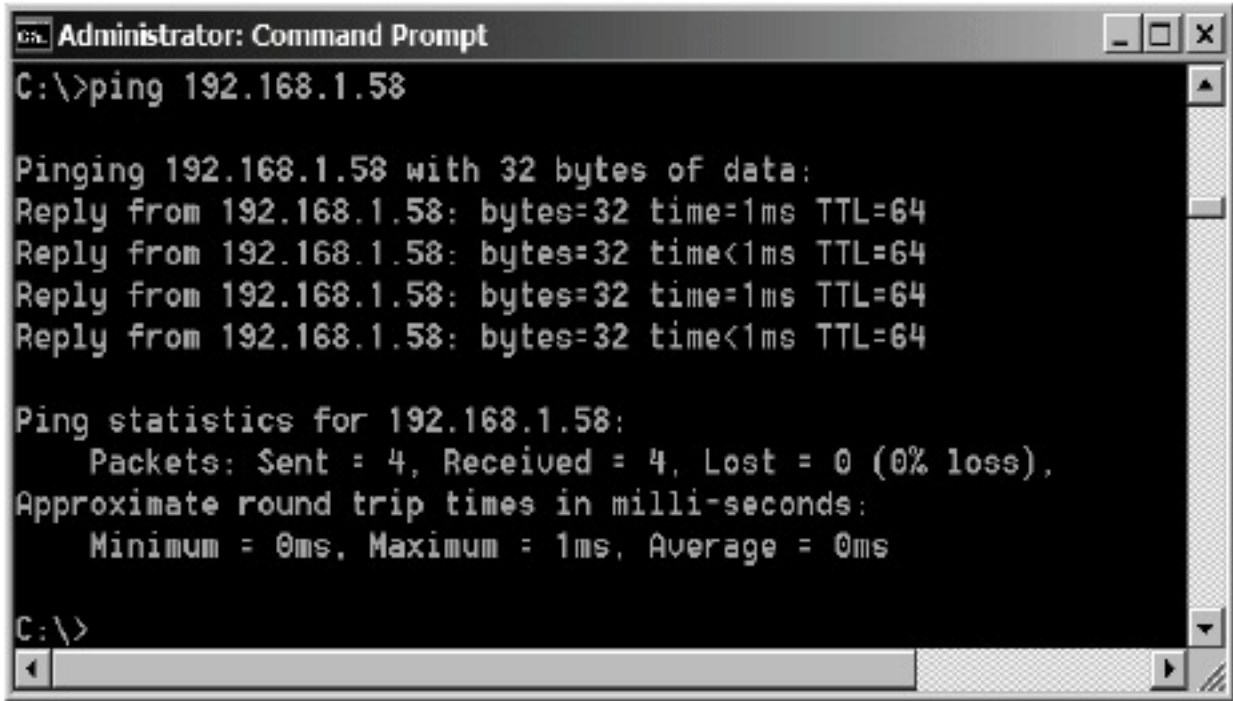 Administrator: Command Prompt
C:\>ping 192.168.1.58
Pinging 192.168.1.58 with 32 bytes of data:
Reply from 192.168.1.58: bytes=32 time=1ms TTL=64
Reply from 192.168.1.58: bytes=32 time<1ms TTL=64
Reply from 192.168.1.58: bytes=32 time=1ms TTL=64
Reply from 192.168.1.58: bytes=32 time<1ms TTL=64
Ping statistics for 192.168.1.58:
Packets: Sent = 4, Received = 4, Lost = 0 (0% loss),
Approximate round trip times in milli-seconds:
Minimum = 0ms, Maximum = 1ms, Average = 0ms
C:\>